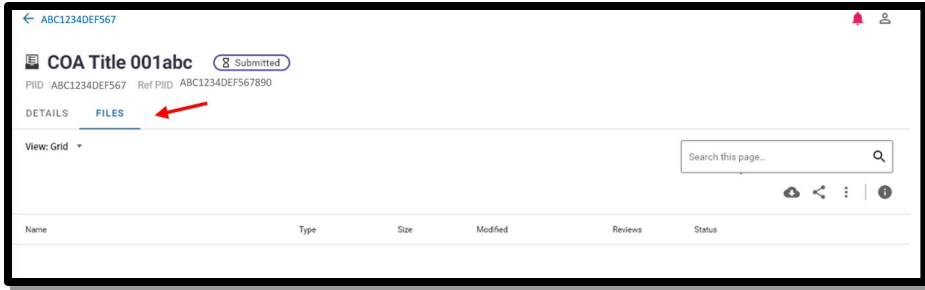 ABC1234DEF567
COA Title 001abc Submitted
PIID ABC1234DEF567 Ref PIID ABC1234DEF567890
DETAILS FILES
View: Grid
Search this page...
Name Type Size Modified Reviews Status